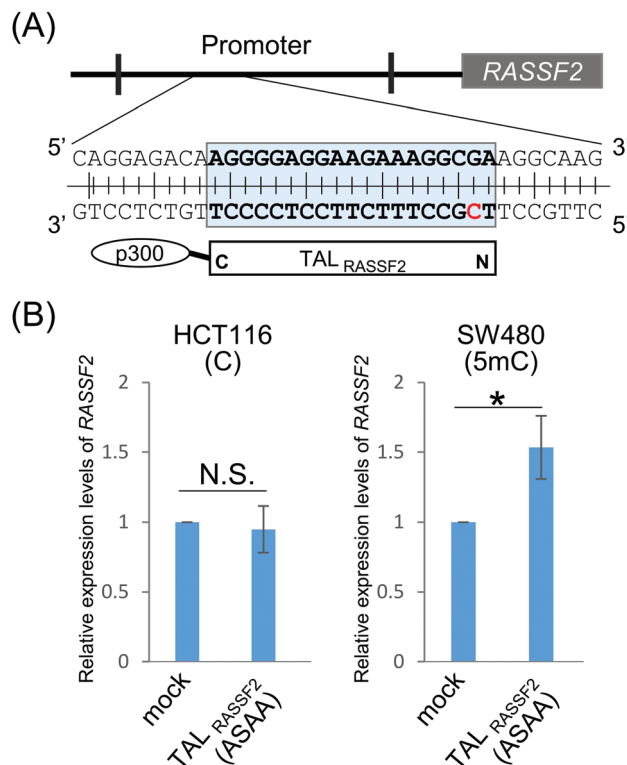 (A)
Promoter
RASSF2
5' 3'
CAGGAGACAAGGGGAGGAAGAAAGGCGAAAGGCAAG
GTCCTCTGTTCCCCTCCTTCTTTCCGCTTTCCGTTC
3' 5
p300 C TAL RASSF2 N
(B)
HCT116
(C)
Relative expression levels of RASSF2
2
1.5
1
0.5
0
N.S.
mock
TAL RASSF2
(ASAA)
SW480
(5mC)
Relative expression levels of RASSF2
2
1.5
1
0.5
0
*
mock
TAL RASSF2
(ASAA)